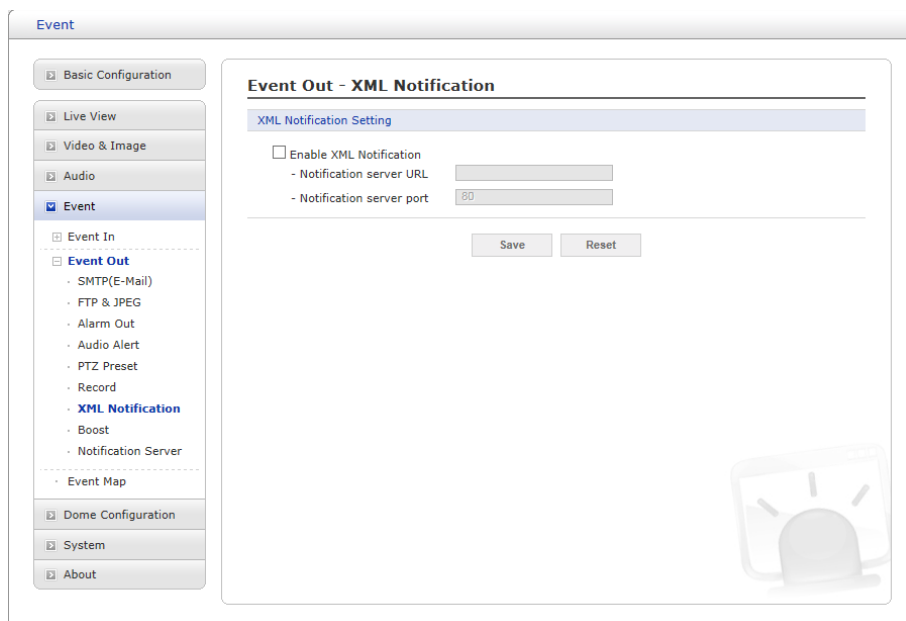 Event
Basic Configuration
Live View
Video & Image
Audio
Event
Event In
Event Out
SMTP(E-Mail)
FTP & JPEG
Alarm Out
Audio Alert
PTZ Preset
Record
XML Notification
Boost
Notification Server
Event Map
Dome Configuration
System
About
Event Out - XML Notification
XML Notification Setting
Enable XML Notification
- Notification server URL
- Notification server port 80
Save Reset